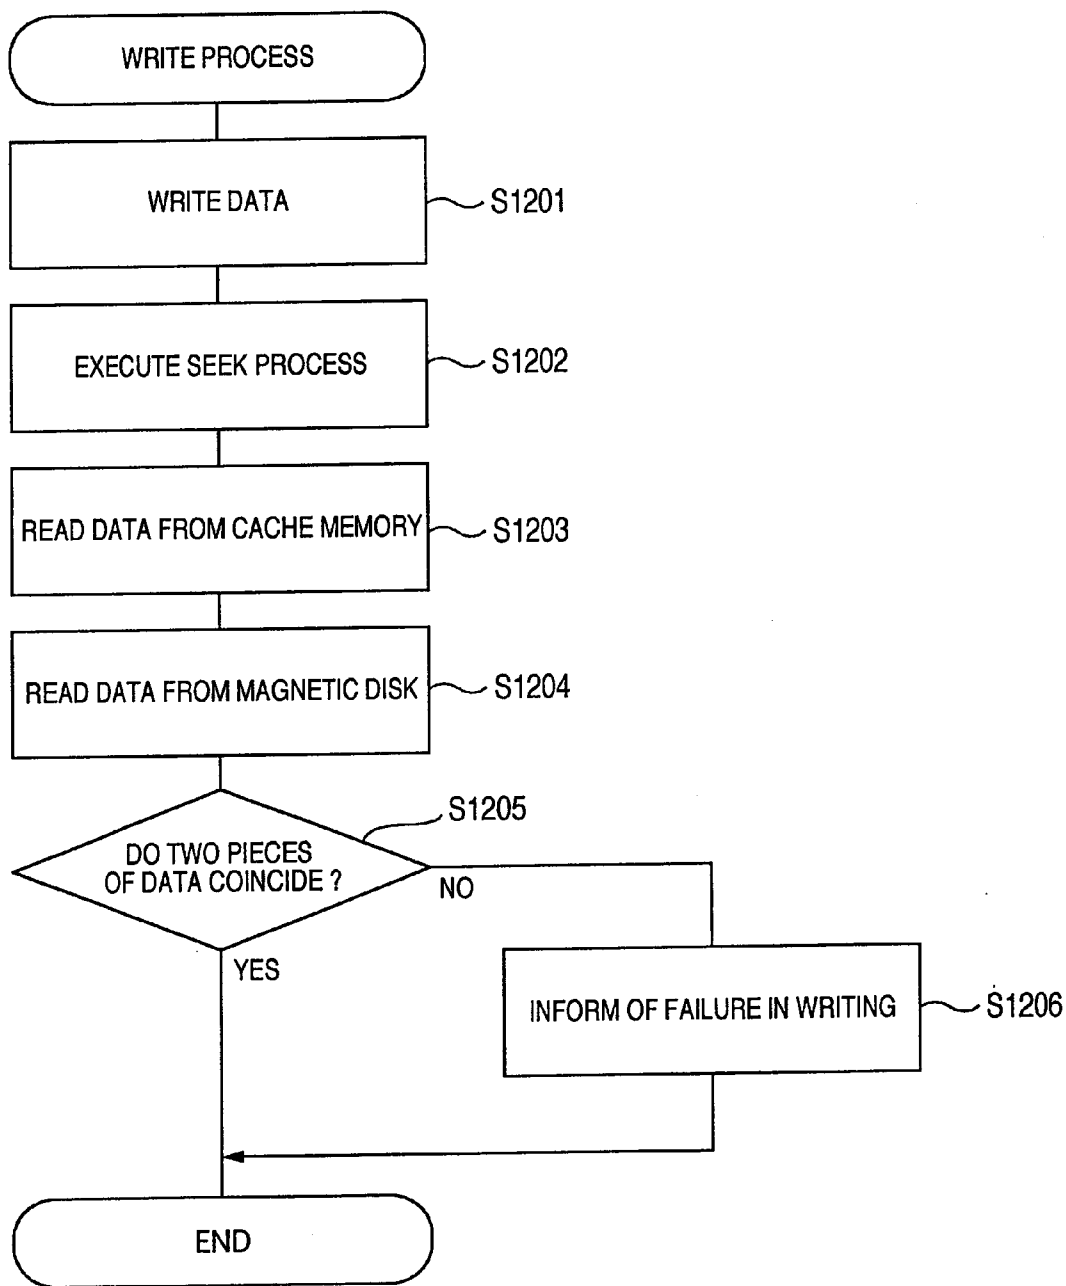 WRITE PROCESS
WRITE DATA
S1201
EXECUTE SEEK PROCESS
S1202
READ DATA FROM CACHE MEMORY
S1203
READ DATA FROM MAGNETIC DISK
S1204
S1205
DO TWO PIECES
OF DATA COINCIDE ?
NO
YES
INFORM OF FAILURE IN WRITING
S1206
END